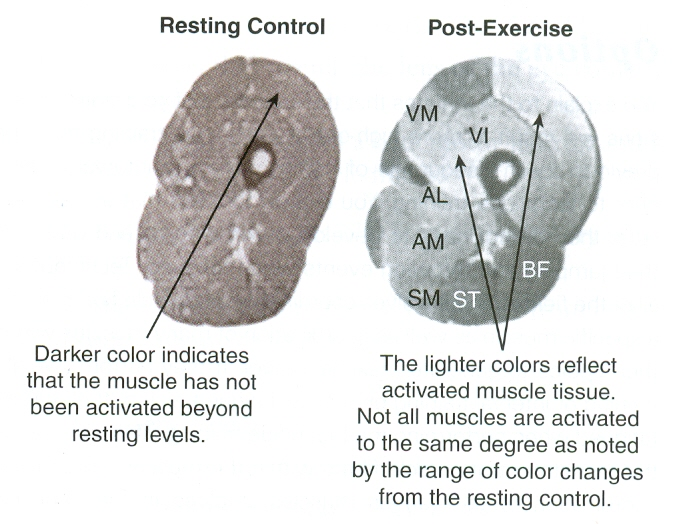 Resting Control
Post-Exercise
VM
VI
AL
AM
BF
SM ST
Darker color indicates
that the muscle has not
been activated beyond
resting levels.
The lighter colors reflect
activated muscle tissue.
Not all muscles are activated
to the same degree as noted
by the range of color changes
from the resting control.